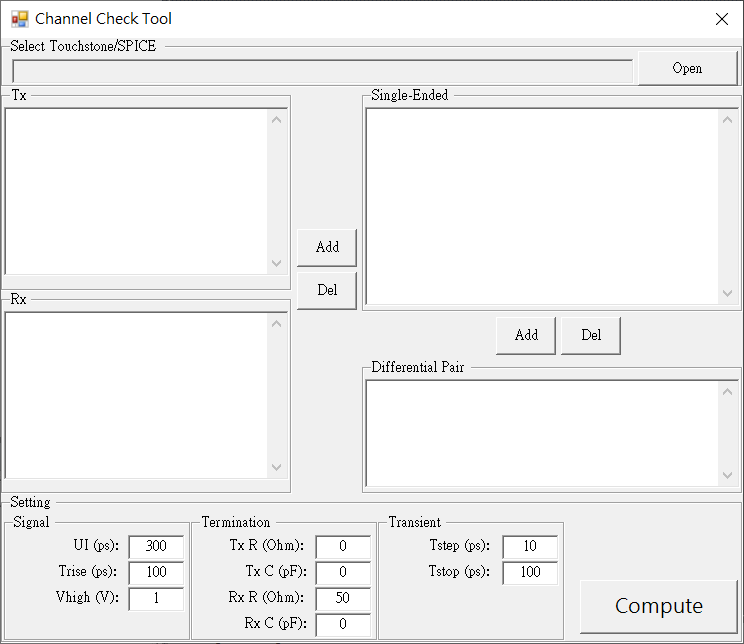 Channel Check Tool
Select Touchstone/SPICE
Open
Tx
Single-Ended
Add
Del
Rx
Add
Del
Differential Pair
Setting
Signal
UI (ps): 300
Trise (ps): 100
Vhigh (V): 1
Termination
Tx R (Ohm): 0
Tx C (pF): 0
Rx R (Ohm): 50
Rx C (pF): 0
Transient
Tstep (ps): 10
Tstop (ps): 100
Compute